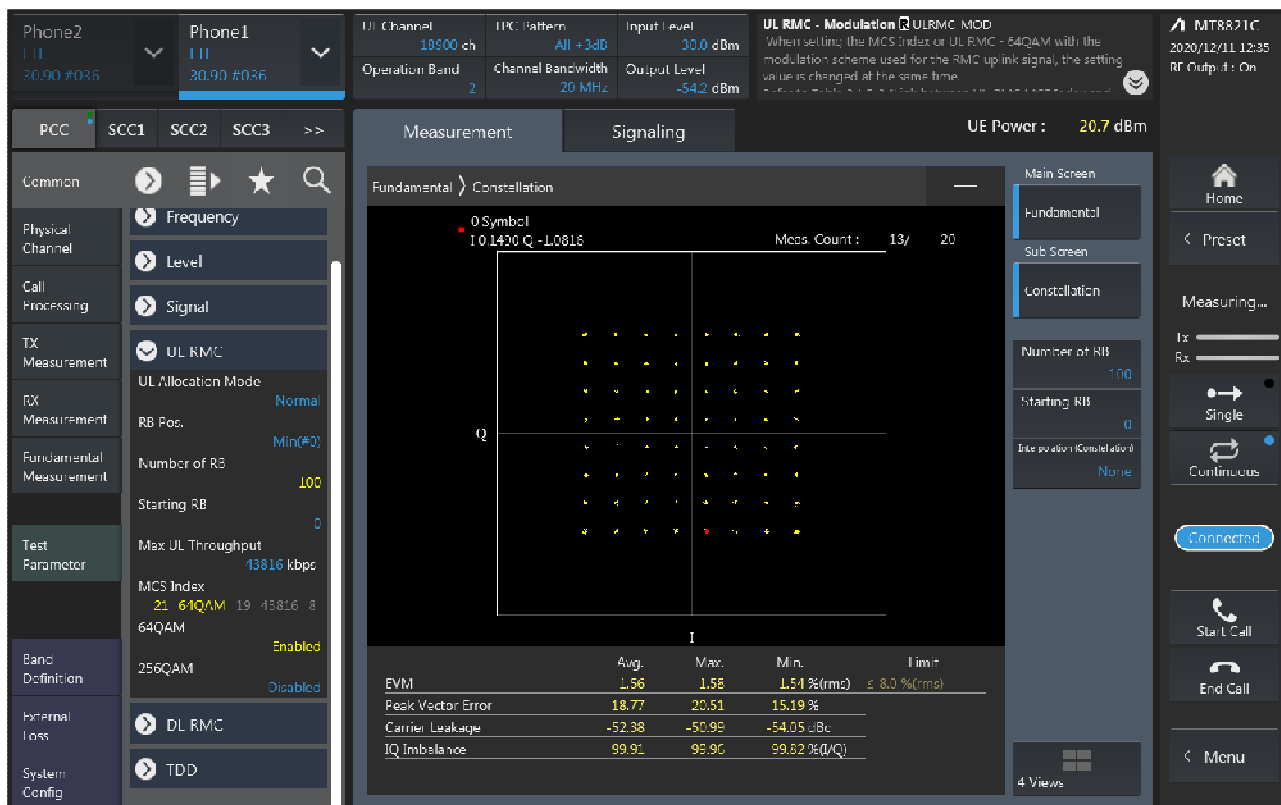 Phone2
Phone1
30.90 #036
30.90 #036
UL Channel
18900 ch
TPC Pattern
All +3dB
Input Level
30.0 dBm
Operation Band
2
Channel Bandwidth
20 MHz
Output Level
-54.2 dBm
UL RMC - Modulation R ULRMC_MOD
When setting the MCS Index or UL RMC - 64QAM with the
modulation scheme used for the RMC uplink signal, the setting
value is changed at the same time.
MT8821C
2020/12/11 12:35
RF Output : On
PCC
SCC1
SCC2
SCC3
>>
Measurement
Signaling
UE Power : 20.7 dBm
Common
Physical
Channel
Call
Processing
TX
Measurement
RX
Measurement
Fundamental
Measurement
Test
Parameter
Band
Definition
External
Loss
System
Config
Frequency
Level
Signal
UL RMC
UL Allocation Mode
Normal
RB Pos.
Min(#0)
Number of RB
100
Starting RB
0
Max UL Throughput
43816 kbps
MCS Index
21 64QAM 19 43816 8
64QAM
Enabled
256QAM
Disabled
DL RMC
TDD
Fundamental
Constellation
0 Symbol
Meas. Count : 13/ 20
Q
I
Avg. Max. Min. Limit
EVM 1.56 1.58 1.54 %(rms) ≤ 8.0 %(rms)
Peak Vector Error 18.77 20.51 15.19 %
Carrier Leakage -52.38 -50.99 -54.05 dBc
IQ Imbalance 99.91 99.96 99.82 %(I/Q)
Main Screen
Fundamental
Sub Screen
Constellation
Number of RB
100
Starting RB
0
Interpolation (Constellation)
None
4 Views
Home
Preset
Measuring...
Tx
Rx
Single
Continuous
Connected
Start Call
End Call
Menu